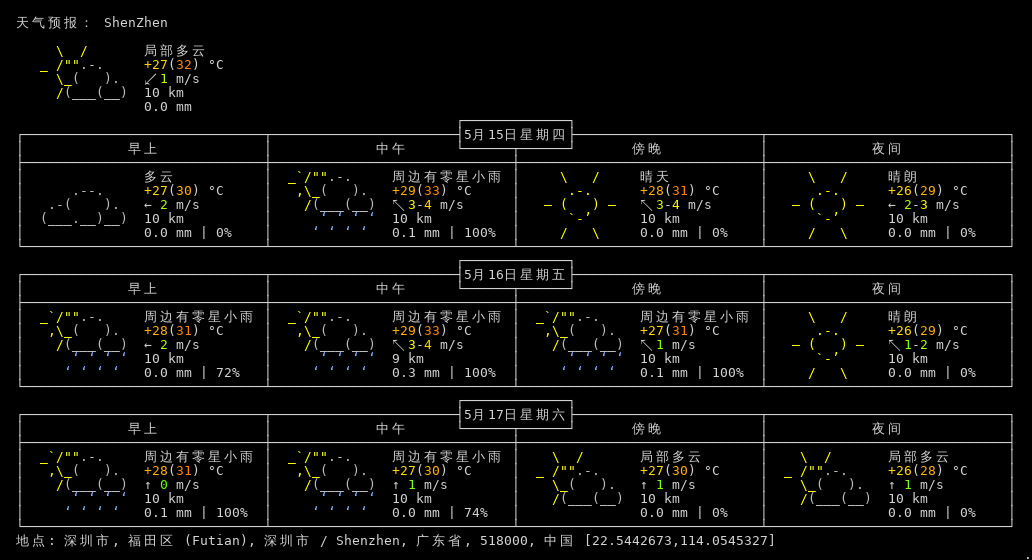 天气预报： ShenZhen
局部多云
+27(32) °C
↙ 1 m/s
10 km
0.0 mm
5月15日星期四
早上 中午 傍晚 夜间
多云 周边有零星小雨 晴天 晴朗
+27(30) °C +29(33) °C +28(31) °C +26(29) °C
← 2 m/s ↖ 3-4 m/s ↖ 3-4 m/s ← 2-3 m/s
10 km 10 km 10 km 10 km
0.0 mm | 0% 0.1 mm | 100% 0.0 mm | 0% 0.0 mm | 0%
5月16日星期五
早上 中午 傍晚 夜间
周边有零星小雨 周边有零星小雨 周边有零星小雨 晴朗
+28(31) °C +29(33) °C +27(31) °C +26(29) °C
← 2 m/s ↖ 3-4 m/s ↖ 1 m/s ↖ 1-2 m/s
10 km 9 km 10 km 10 km
0.0 mm | 72% 0.3 mm | 100% 0.1 mm | 100% 0.0 mm | 0%
5月17日星期六
早上 中午 傍晚 夜间
周边有零星小雨 周边有零星小雨 局部多云 局部多云
+28(31) °C +27(30) °C +27(30) °C +26(28) °C
↑ 0 m/s ↑ 1 m/s ↑ 1 m/s ↑ 1 m/s
10 km 10 km 10 km 10 km
0.1 mm | 100% 0.0 mm | 74% 0.0 mm | 0% 0.0 mm | 0%
地点: 深圳市, 福田区 (Futian), 深圳市 / Shenzhen, 广东省, 518000, 中国 [22.5442673,114.0545327]